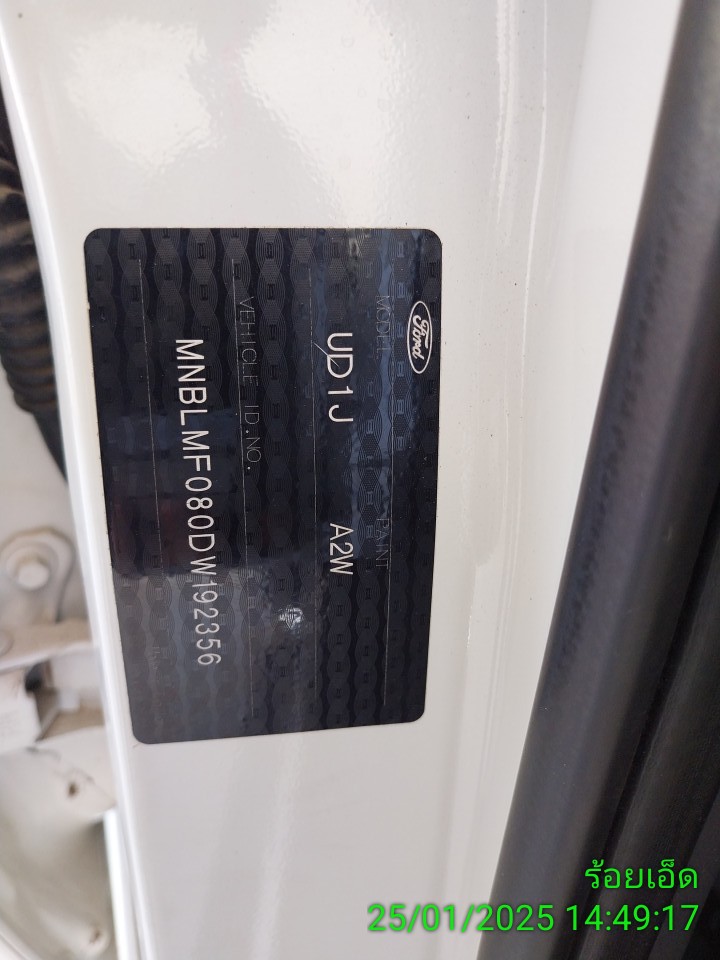 Ford
MODEL PAINT
UD1J A2W
VEHICLE ID.NO.
MNBLMF080DW192356
ร้อยเอ็ด
25/01/2025 14:49:17